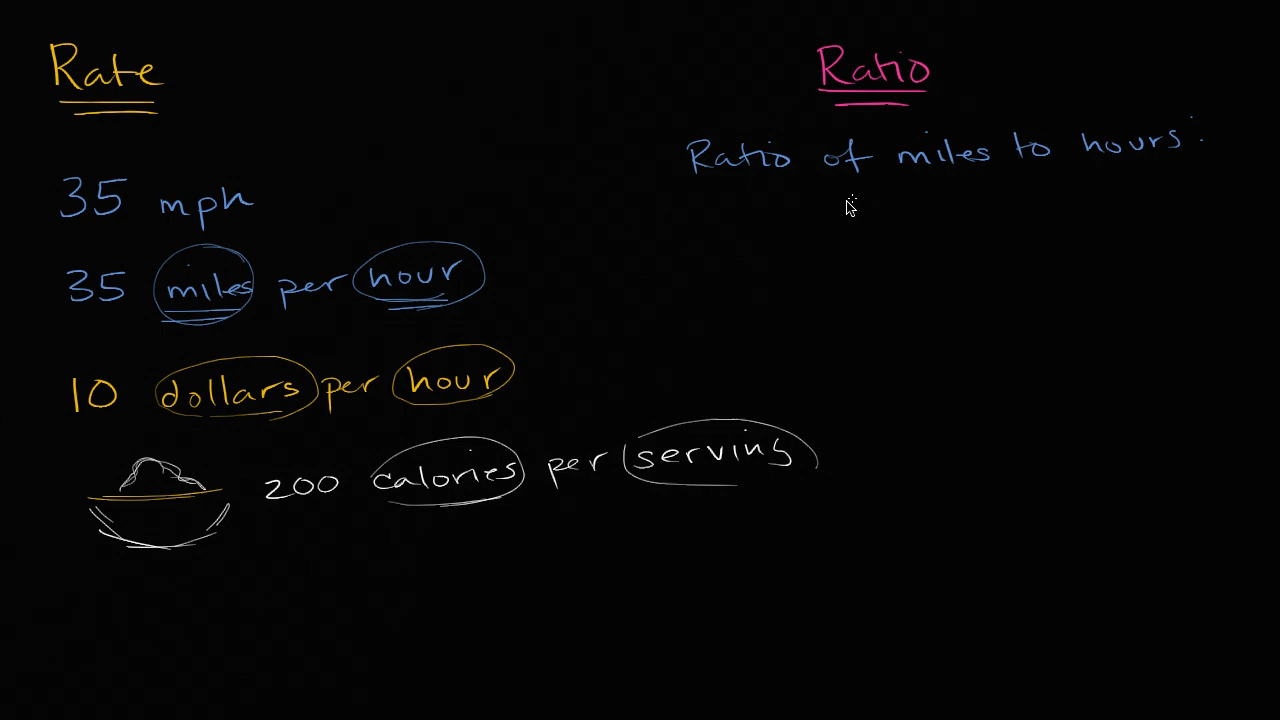 Rate
Ratio
Ratio of miles to hours:
35 mph
35 miles per hour
10 dollars per hour
200 calories per serving